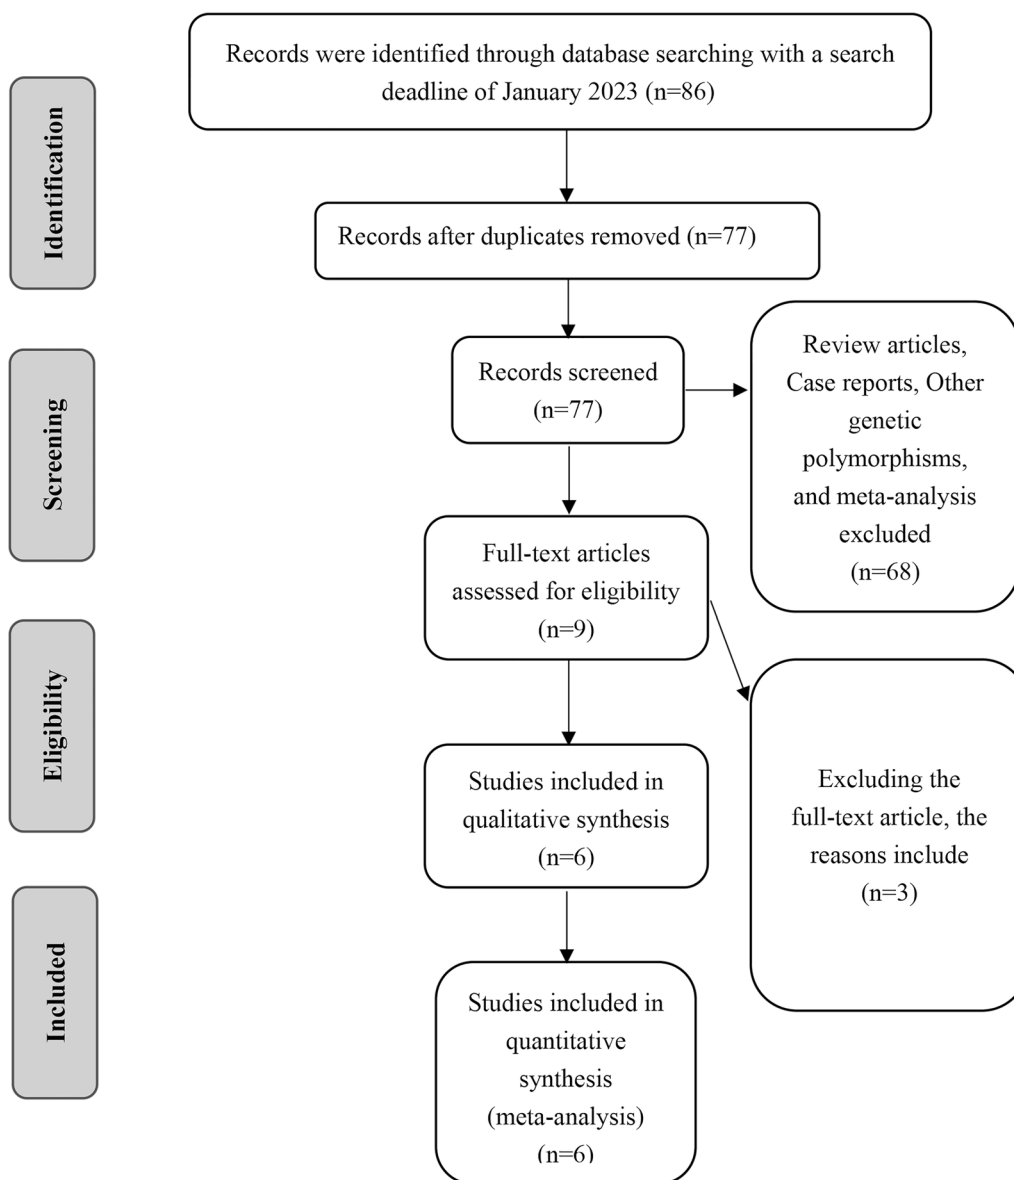 Records were identified through database searching with a search
deadline of January 2023 (n=86)
Identification
Records after duplicates removed (n=77)
Records screened
(n=77)
Review articles,
Case reports, Other
genetic
polymorphisms,
and meta-analysis
excluded
(n=68)
Screening
Full-text articles
assessed for eligibility
(n=9)
Eligibility
Studies included in
qualitative synthesis
(n=6)
Excluding the
full-text article, the
reasons include
(n=3)
Included
Studies included in
quantitative
synthesis
(meta-analysis)
(n=6)